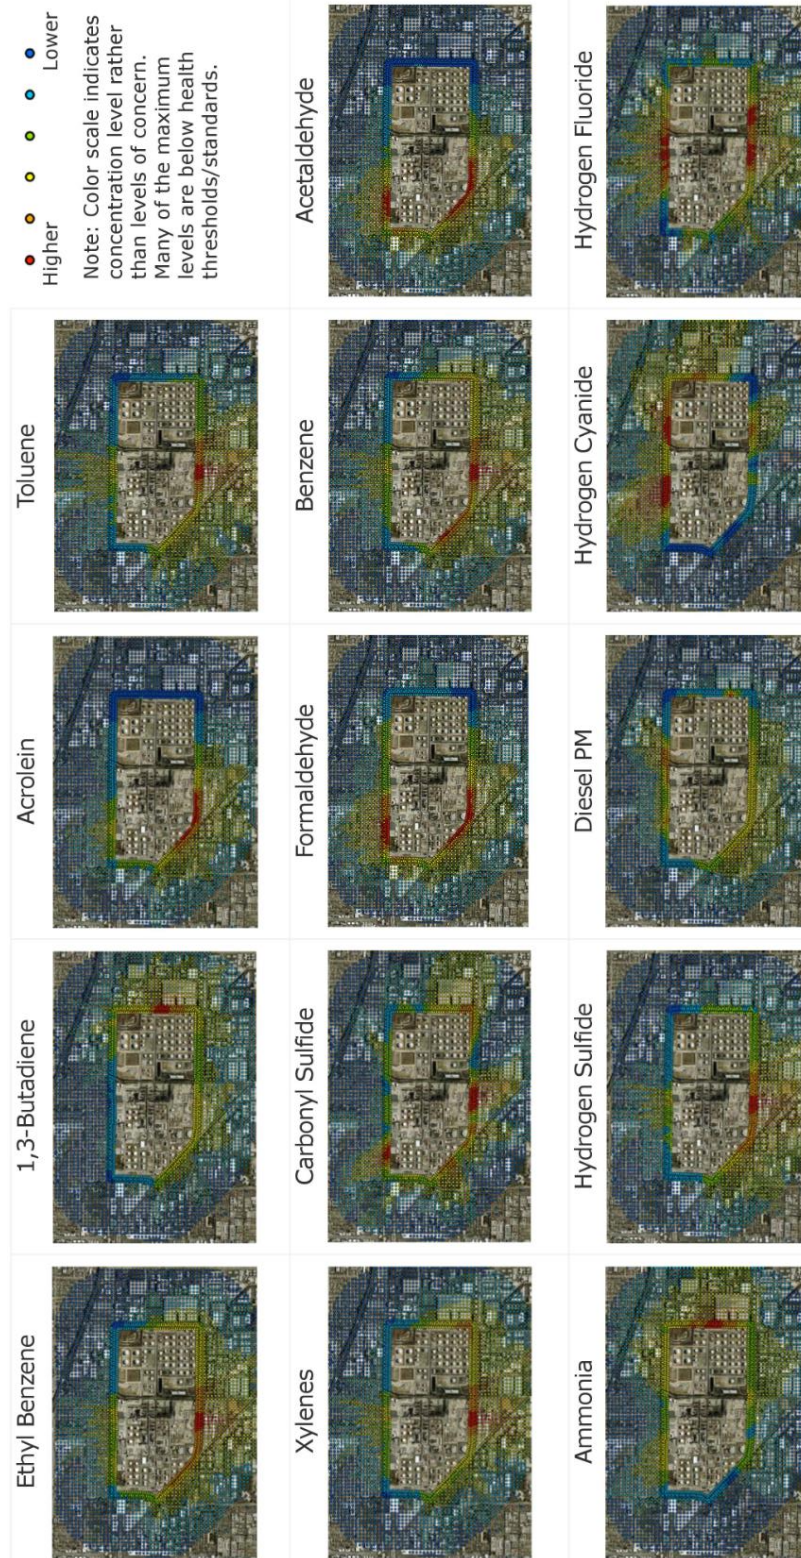 Ethyl Benzene
1,3-Butadiene
Acrolein
Toluene
Higher
Lower
Note: Color scale indicates
concentration level rather
than levels of concern.
Many of the maximum
levels are below health
thresholds/standards.
Xylenes
Carbonyl Sulfide
Formaldehyde
Benzene
Acetaldehyde
Ammonia
Hydrogen Sulfide
Diesel PM
Hydrogen Cyanide
Hydrogen Fluoride